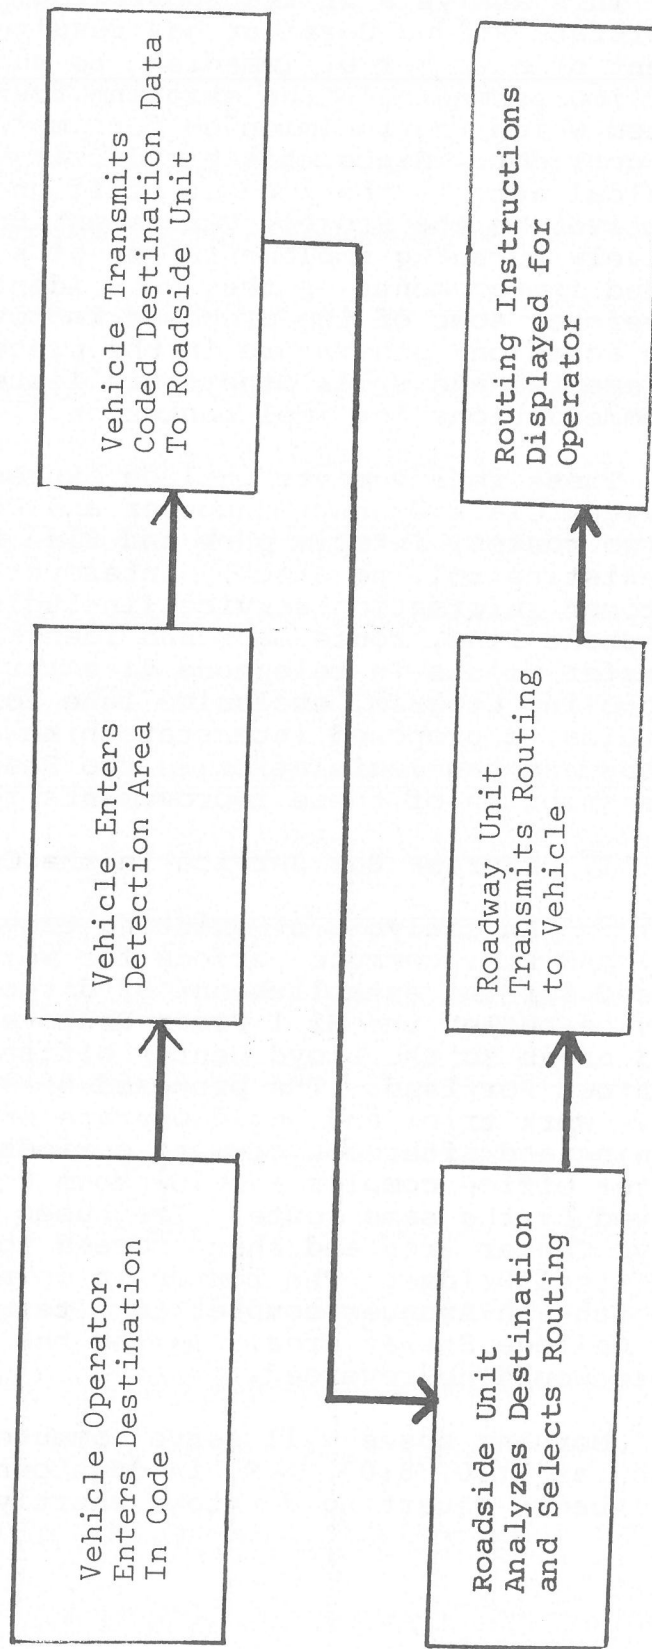 Vehicle Operator
Enters Destination
In Code
Vehicle Enters
Detection Area
Vehicle Transmits
Coded Destination Data
To Roadside Unit
Roadside Unit
Analyzes Destination
and Selects Routing
Roadway Unit
Transmits Routing
to Vehicle
Routing Instructions
Displayed for
Operator